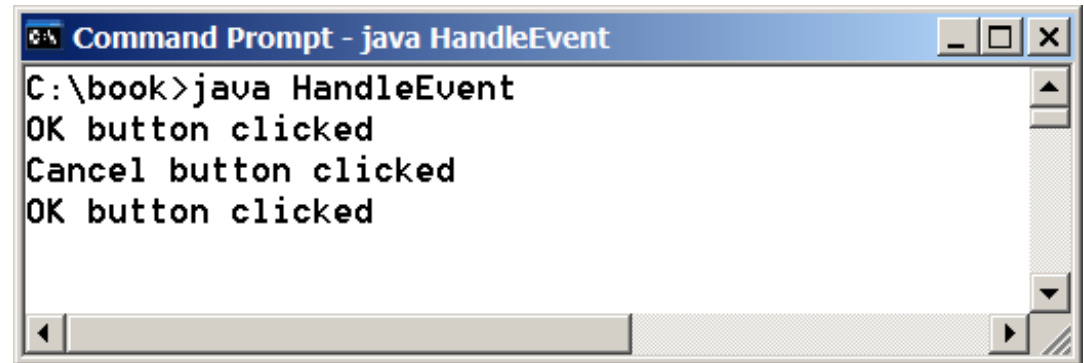 Command Prompt - java HandleEvent
C:\book>java HandleEvent
OK button clicked
Cancel button clicked
OK button clicked